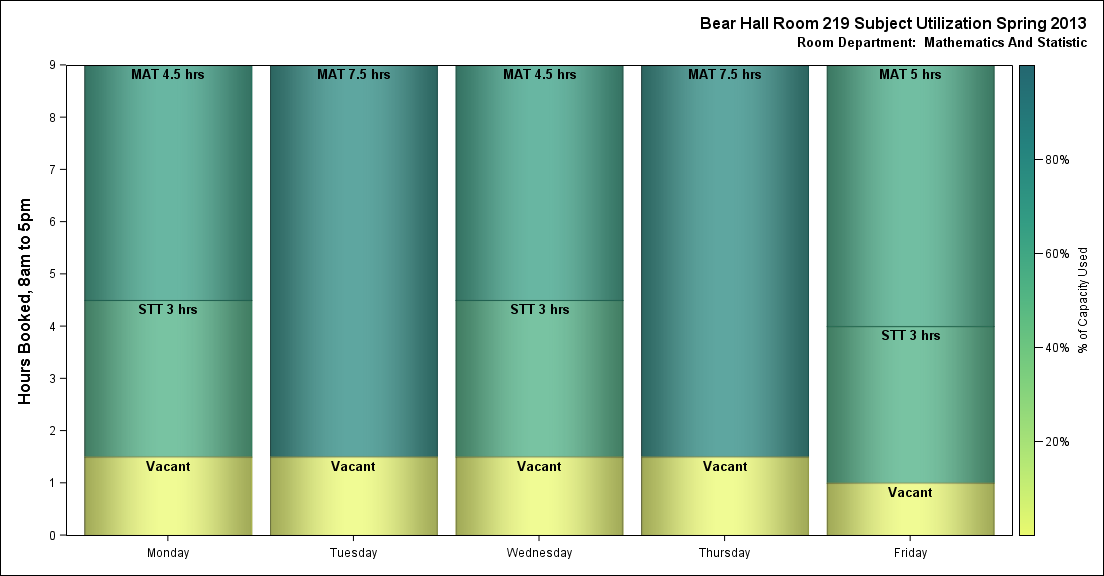 Bear Hall Room 219 Subject Utilization Spring 2013
Room Department:  Mathematics And Statistic
Hours Booked, 8am to 5pm
9
8
7
6
5
4
3
2
1
0
MAT 4.5 hrs
STT 3 hrs
Vacant
MAT 7.5 hrs
Vacant
MAT 4.5 hrs
STT 3 hrs
Vacant
MAT 7.5 hrs
Vacant
MAT 5 hrs
STT 3 hrs
Vacant
Monday
Tuesday
Wednesday
Thursday
Friday
80%
60%
40%
20%
% of Capacity Used